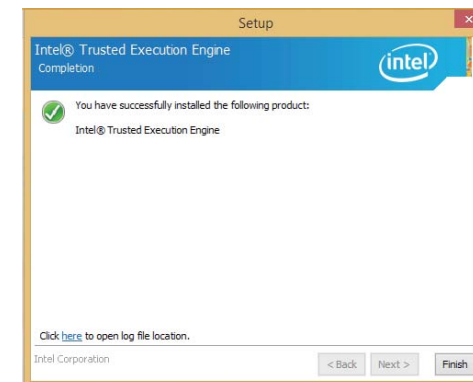 Setup
Intel® Trusted Execution Engine
Completion
intel
You have successfully installed the following product:
Intel® Trusted Execution Engine
Click here to open log file location.
Intel Corporation
< Back Next > Finish